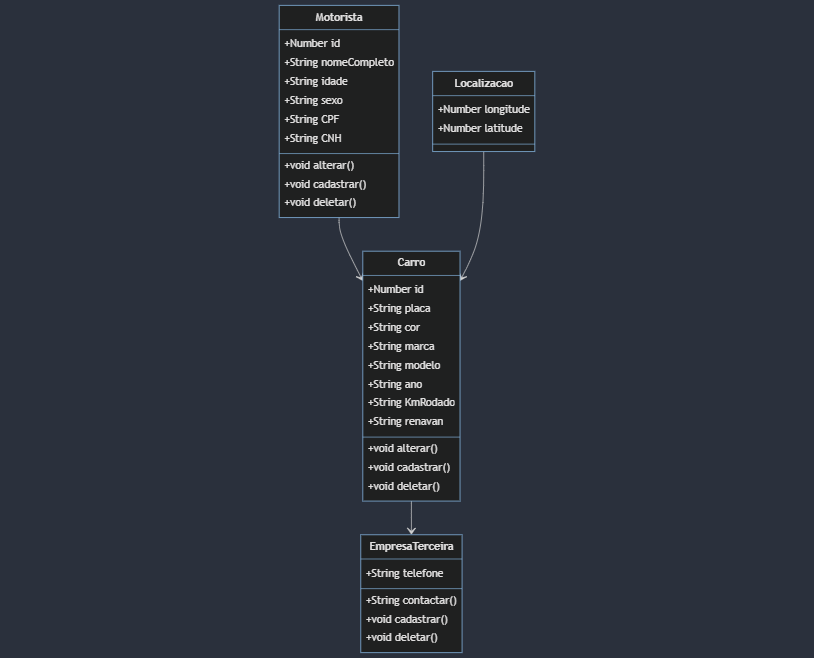 Motorista
+Number id
+String nomeCompleto
+String idade
+String sexo
+String CPF
+String CNH
+void alterar()
+void cadastrar()
+void deletar()
Localizacao
+Number longitude
+Number latitude
Carro
+Number id
+String placa
+String cor
+String marca
+String modelo
+String ano
+String KmRodado
+String renavan
+void alterar()
+void cadastrar()
+void deletar()
EmpresaTerceira
+String telefone
+String contactar()
+void cadastrar()
+void deletar()